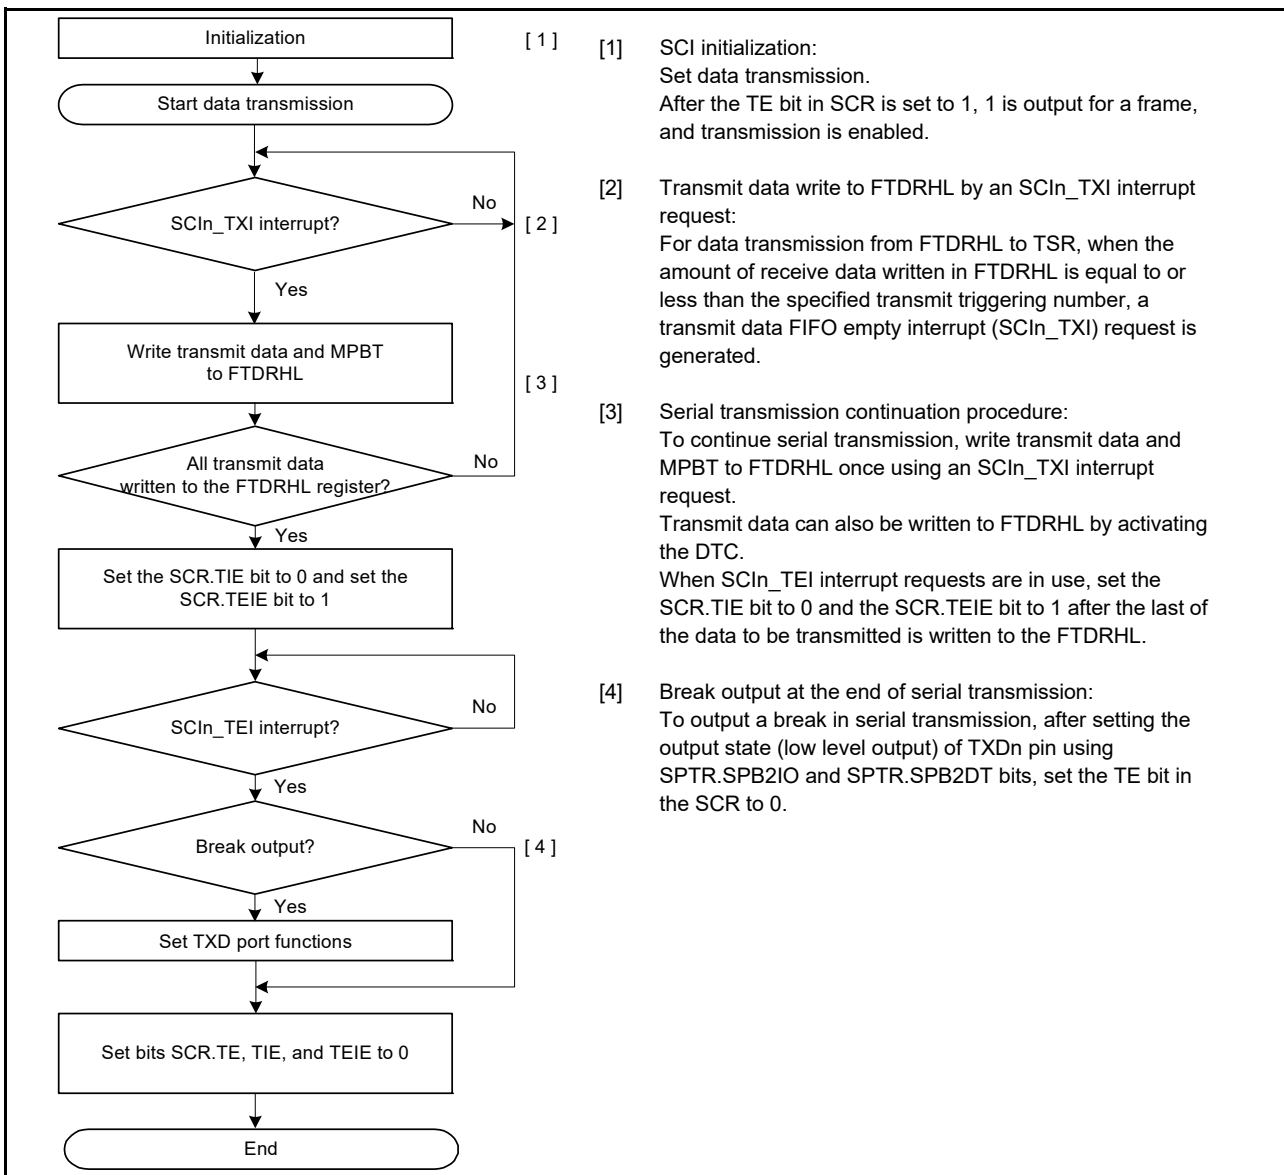 Initialization
[ 1 ]
Start data transmission
SCIn_TXI interrupt?
No
[ 2 ]
Yes
Write transmit data and MPBT
to FTDRHL
[ 3 ]
All transmit data
written to the FTDRHL register?
No
Yes
Set the SCR.TIE bit to 0 and set the
SCR.TEIE bit to 1
SCIn_TEI interrupt?
No
Yes
Break output?
No
[ 4 ]
Yes
Set TXD port functions
Set bits SCR.TE, TIE, and TEIE to 0
End
[1] SCI initialization:
Set data transmission.
After the TE bit in SCR is set to 1, 1 is output for a frame,
and transmission is enabled.
[2] Transmit data write to FTDRHL by an SCIn_TXI interrupt
request:
For data transmission from FTDRHL to TSR, when the
amount of receive data written in FTDRHL is equal to or
less than the specified transmit triggering number, a
transmit data FIFO empty interrupt (SCIn_TXI) request is
generated.
[3] Serial transmission continuation procedure:
To continue serial transmission, write transmit data and
MPBT to FTDRHL once using an SCIn_TXI interrupt
request.
Transmit data can also be written to FTDRHL by activating
the DTC.
When SCIn_TEI interrupt requests are in use, set the
SCR.TIE bit to 0 and the SCR.TEIE bit to 1 after the last of
the data to be transmitted is written to the FTDRHL.
[4] Break output at the end of serial transmission:
To output a break in serial transmission, after setting the
output state (low level output) of TXDn pin using
SPTR.SPB2IO and SPTR.SPB2DT bits, set the TE bit in
the SCR to 0.